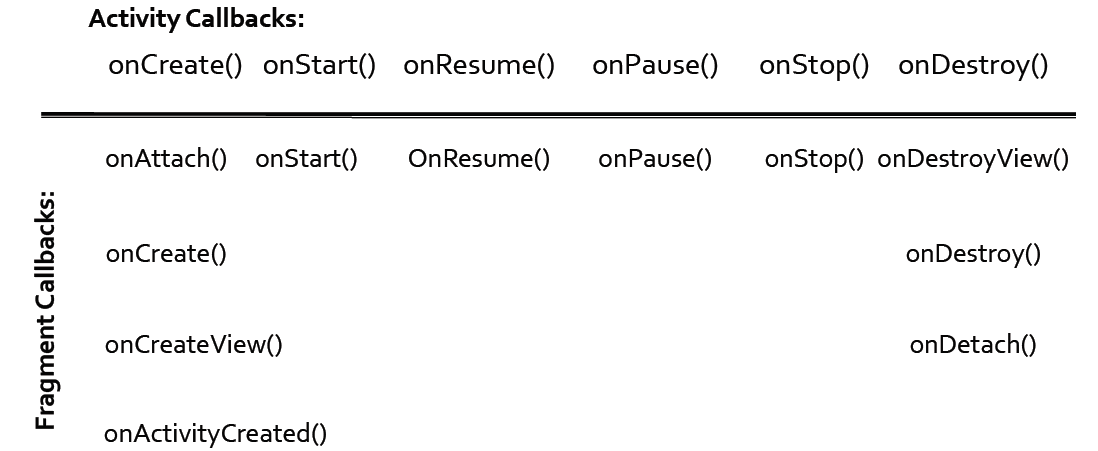 Activity Callbacks:
onCreate() onStart() onResume() onPause() onStop() onDestroy()
onAttach() onStart() OnResume() onPause() onStop() onDestroyView()
Fragment Callbacks:
onCreate() onDestroy()
onCreateView() onDetach()
onActivityCreated()